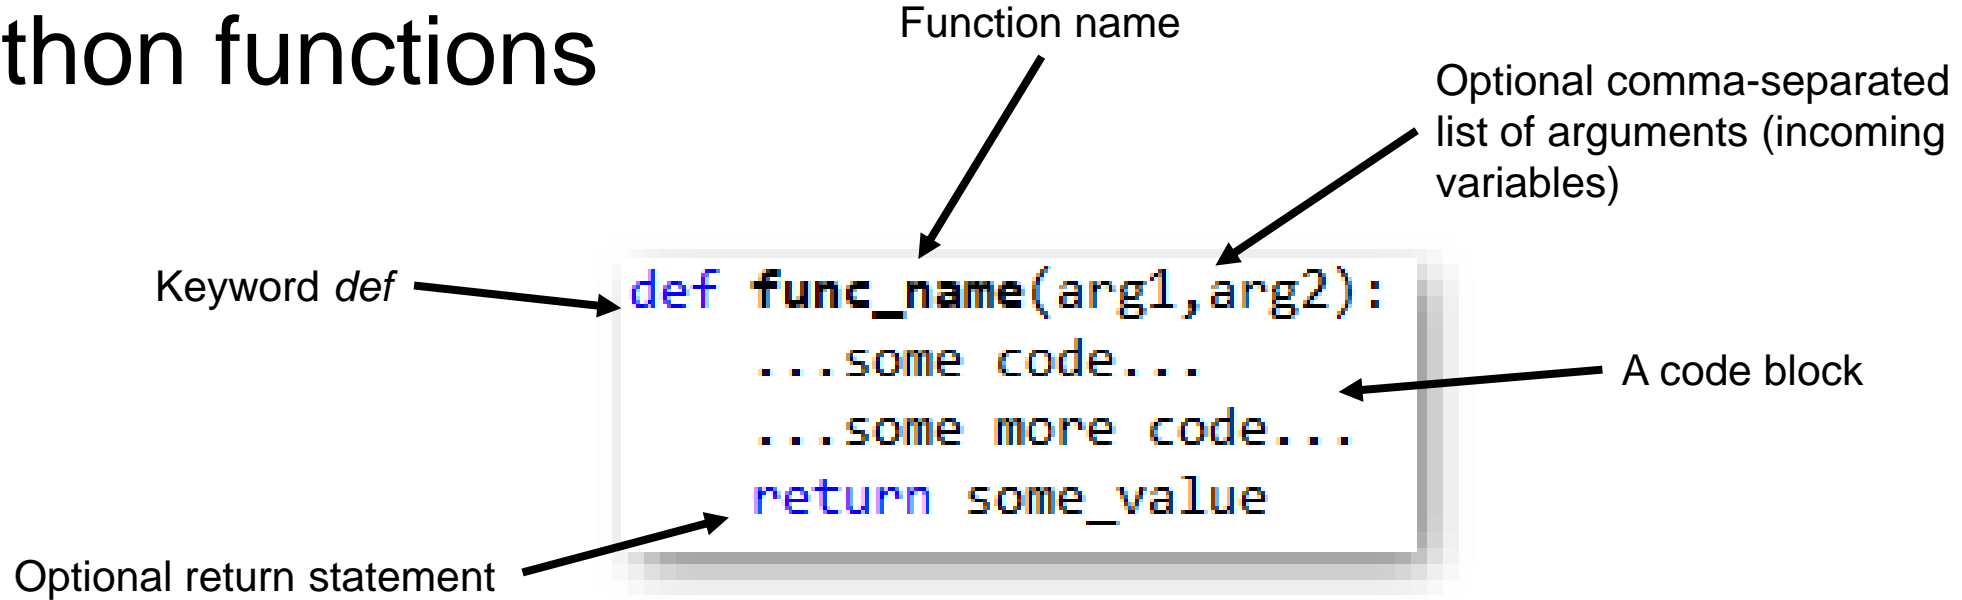 thon functions
Function name
Optional comma-separated
list of arguments (incoming
variables)
Keyword def
def func_name(arg1,arg2):
...some code...
A code block
...some more code...
return some_value
Optional return statement